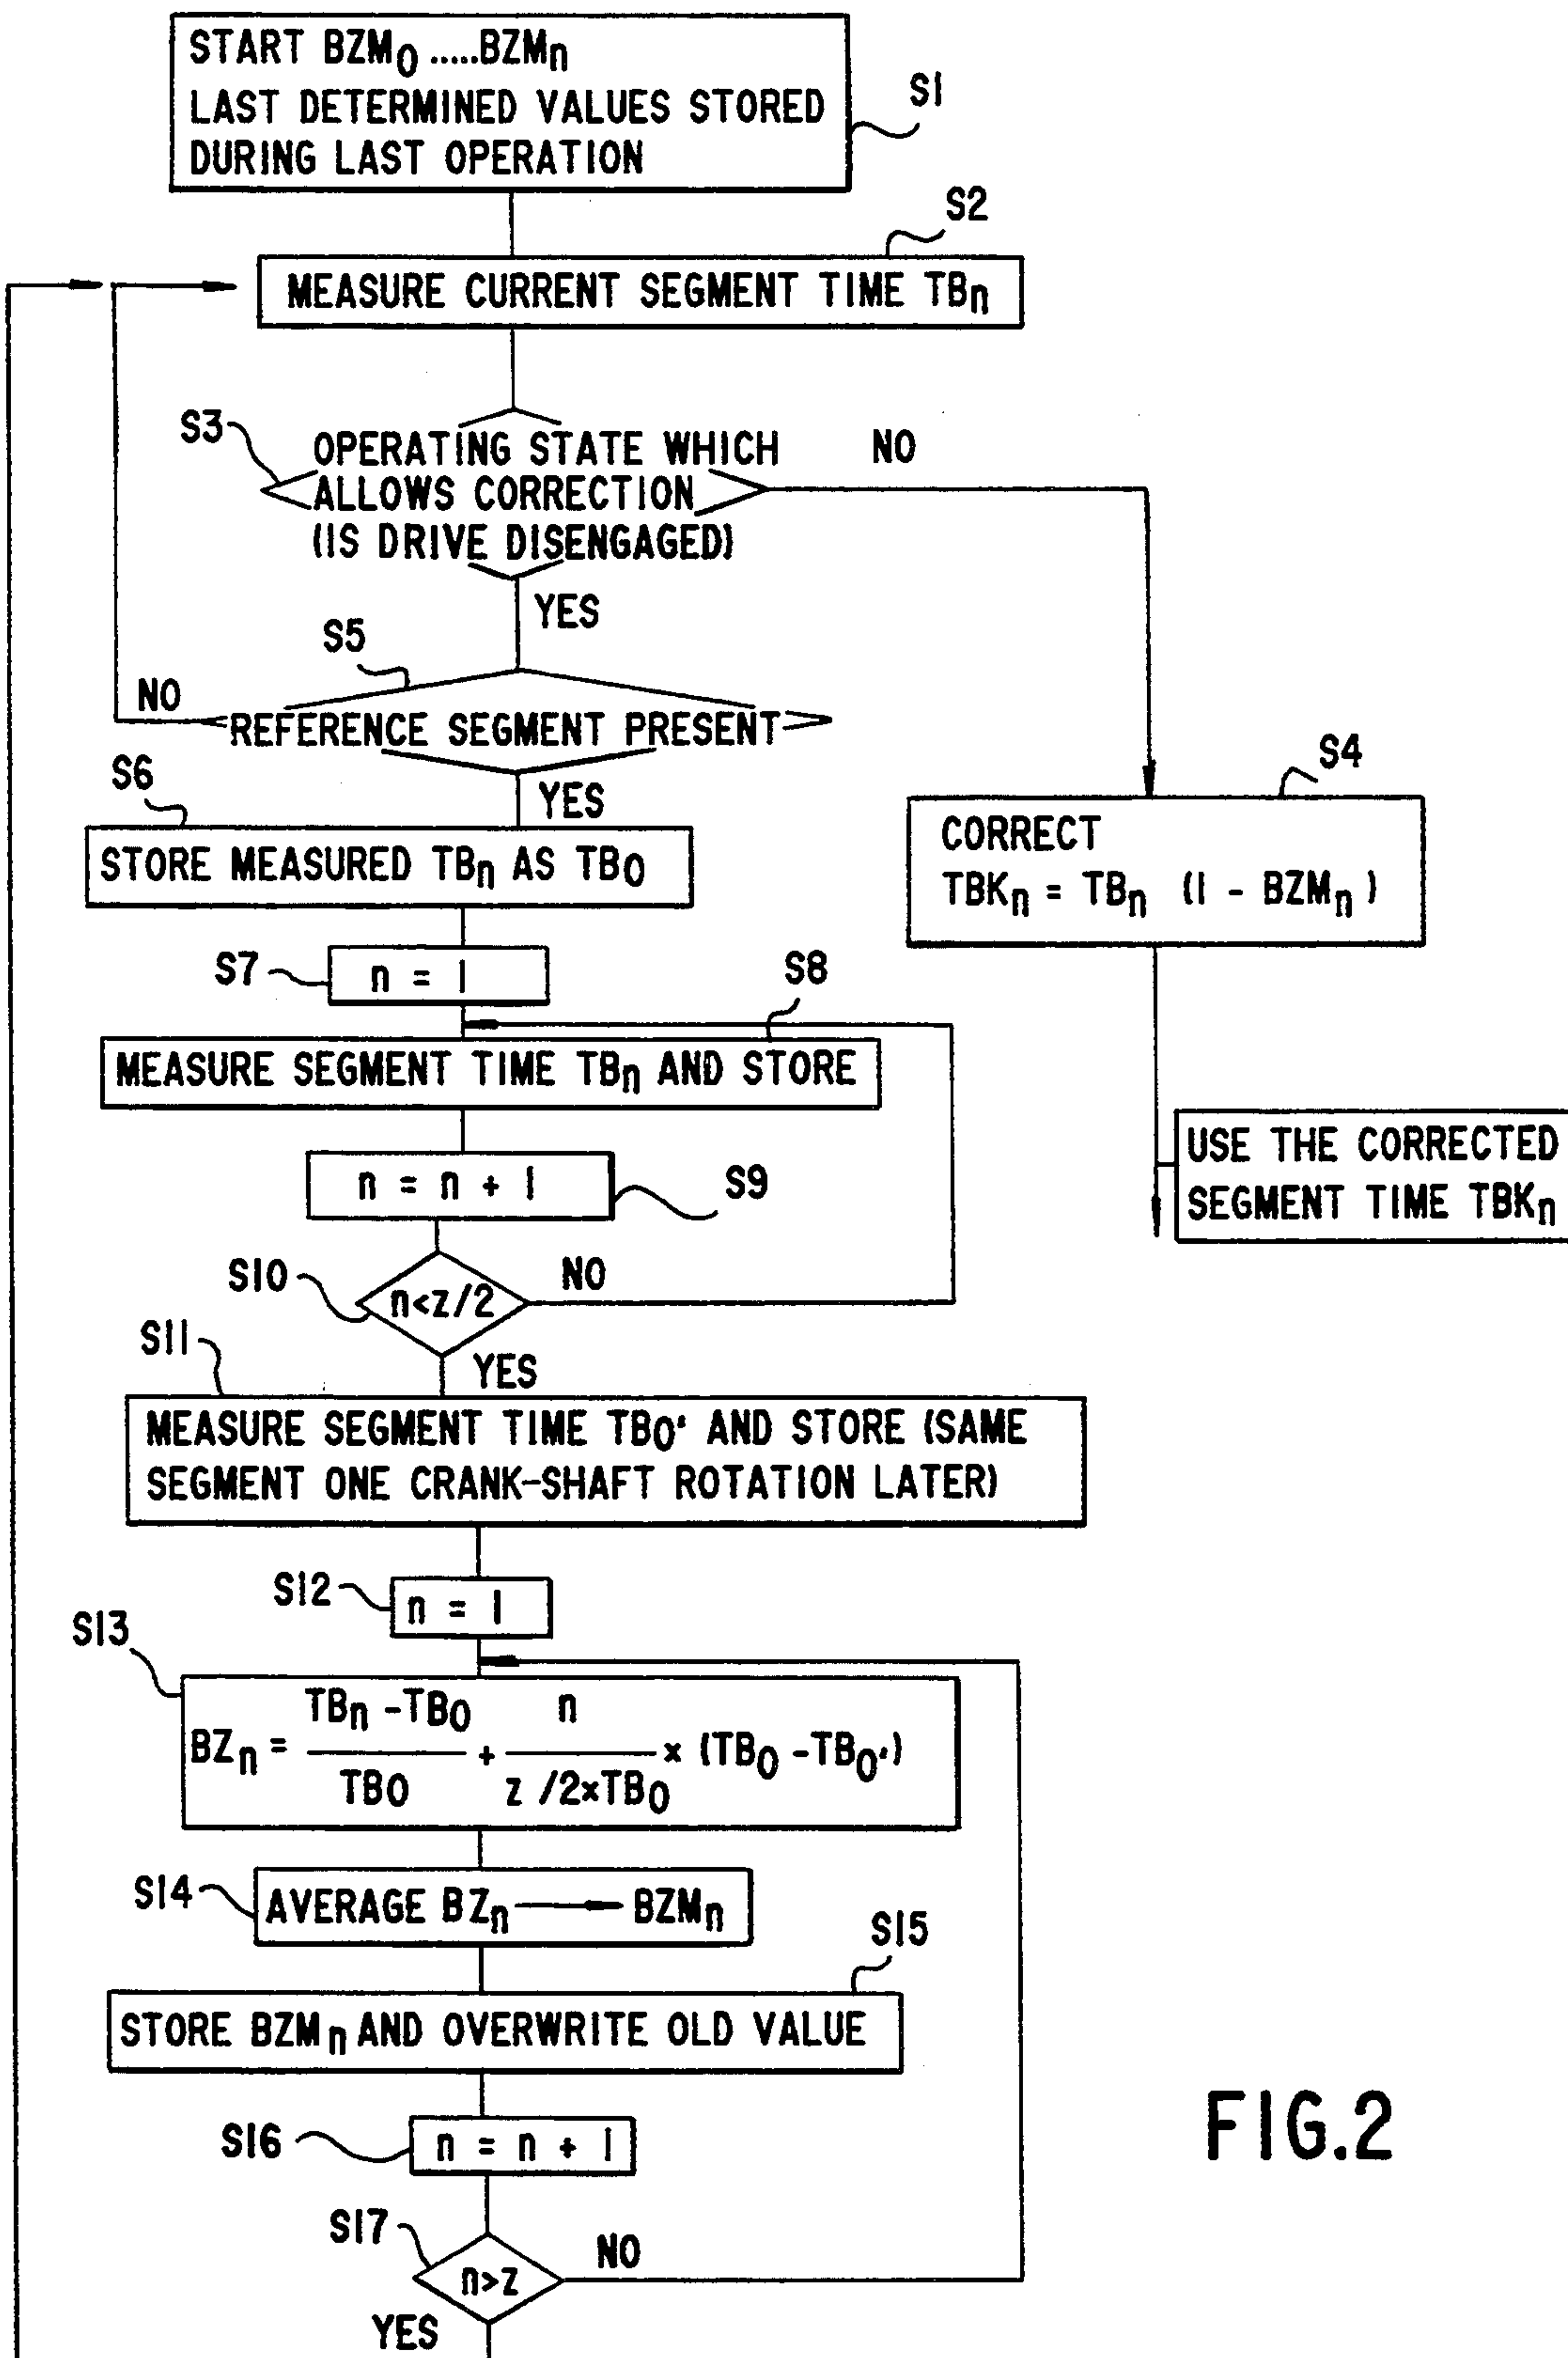 START BZM0 .....BZMn
LAST DETERMINED VALUES STORED
DURING LAST OPERATION
S1
S2
MEASURE CURRENT SEGMENT TIME TBn
S3
OPERATING STATE WHICH
ALLOWS CORRECTION
(IS DRIVE DISENGAGED)
NO
YES
S5
NO
REFERENCE SEGMENT PRESENT
YES
S4
CORRECT
TBKn = TBn (1 - BZMn)
S6
STORE MEASURED TBn AS TB0
S7
n = 1
S8
MEASURE SEGMENT TIME TBn AND STORE
USE THE CORRECTED
SEGMENT TIME TBKn
n = n + 1
S9
S10
n<z/2
NO
YES
S11
MEASURE SEGMENT TIME TB0' AND STORE (SAME
SEGMENT ONE CRANK-SHAFT ROTATION LATER)
S12
n = 1
S13
TBn -TB0 n
BZn = + × (TB0 -TB0')
TB0 z /2×TB0
S14
AVERAGE BZn → BZMn
S15
STORE BZMn AND OVERWRITE OLD VALUE
S16
n = n + 1
S17
n>z
NO
YES
FIG.2